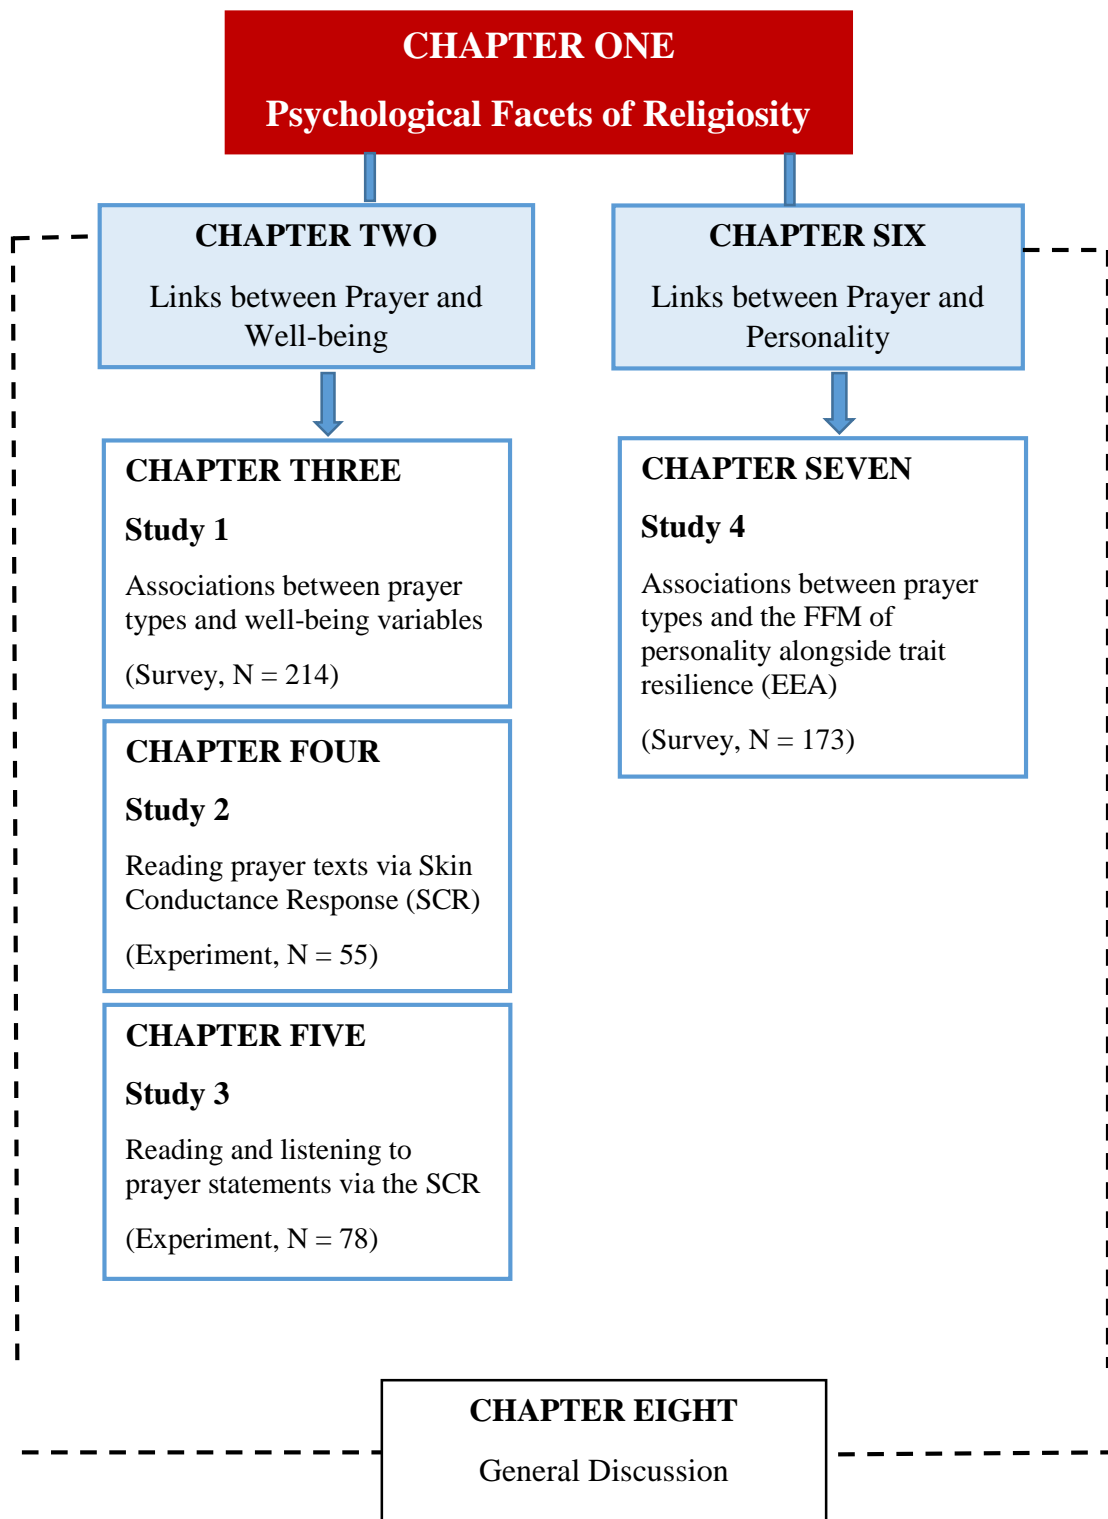 CHAPTER ONE
Psychological Facets of Religiosity
CHAPTER TWO
Links between Prayer and
Well-being
CHAPTER THREE
Study 1
Associations between prayer
types and well-being variables
(Survey, N = 214)
CHAPTER FOUR
Study 2
Reading prayer texts via Skin
Conductance Response (SCR)
(Experiment, N = 55)
CHAPTER FIVE
Study 3
Reading and listening to
prayer statements via the SCR
(Experiment, N = 78)
CHAPTER SIX
Links between Prayer and
Personality
CHAPTER SEVEN
Study 4
Associations between prayer
types and the FFM of
personality alongside trait
resilience (EEA)
(Survey, N = 173)
CHAPTER EIGHT
General Discussion